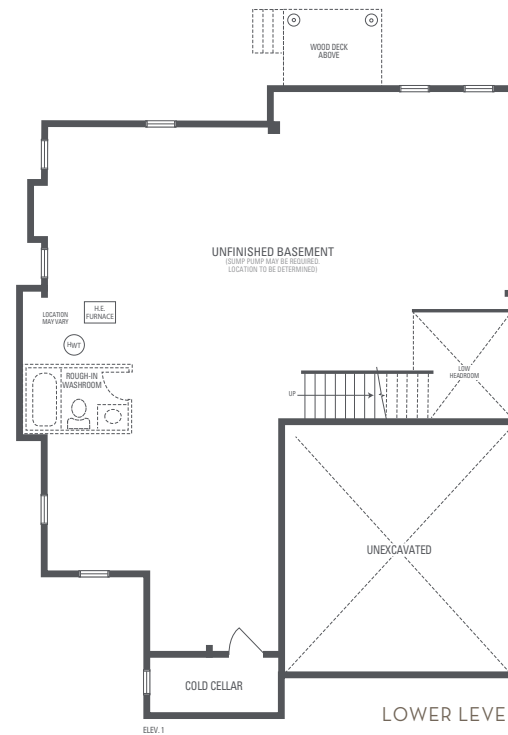 WOOD DECK
ABOVE
UNFINISHED BASEMENT
(SUMP PUMP MAY BE REQUIRED.
LOCATION TO BE DETERMINED)
LOCATION
MAY VARY
H.E.
FURNACE
HWT
ROUGH-IN
WASHROOM
LOW
HEADROOM
UP
UNEXCAVATED
COLD CELLAR
LOWER LEVE
ELEV. 1